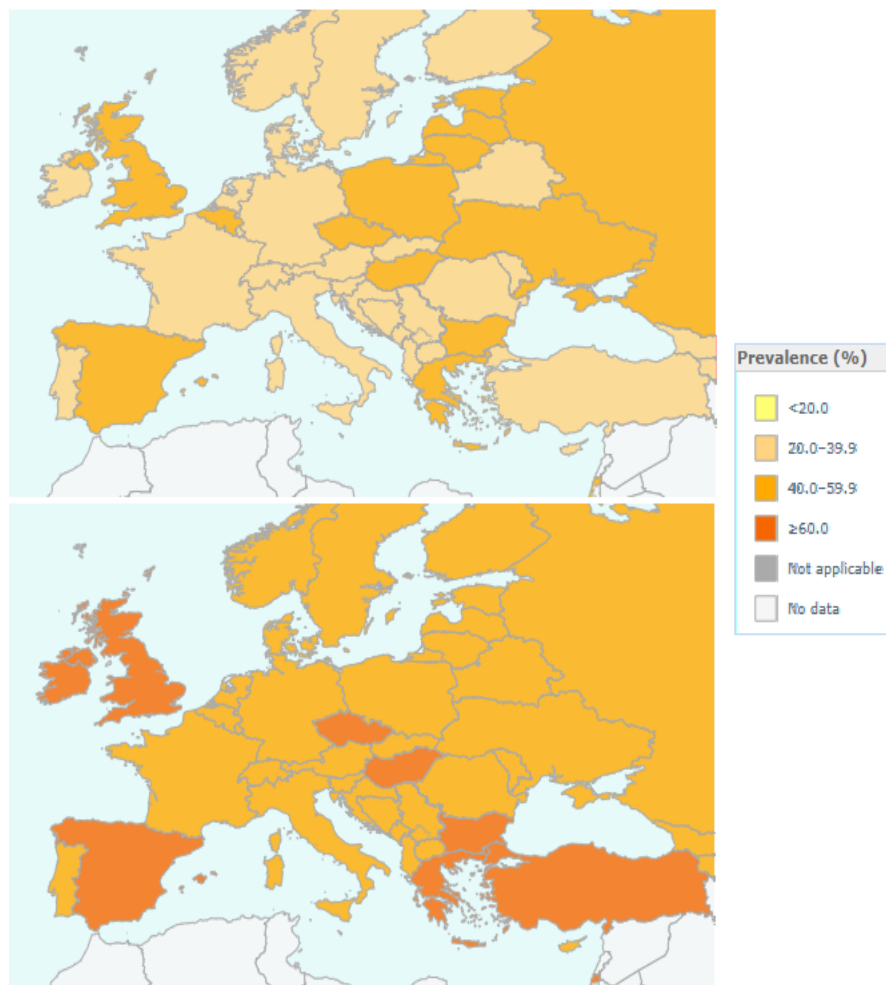 Prevalence (%)
<20.0
20.0–39.9
40.0–59.9
≥60.0
Not applicable
No data